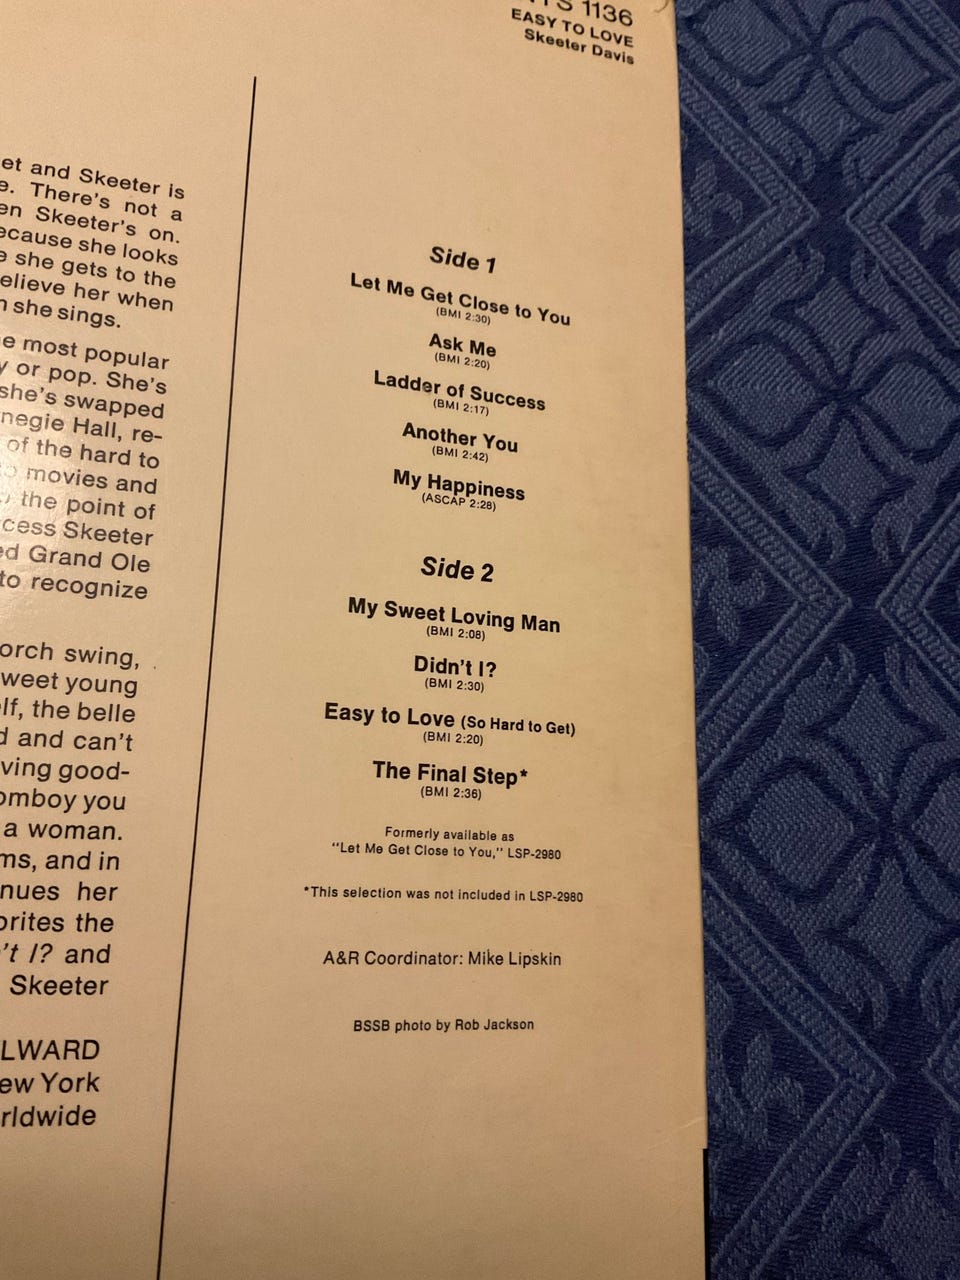 TS 1136
EASY TO LOVE
Skeeter Davis
et and Skeeter is
e. There's not a
en Skeeter's on.
ecause she looks
e she gets to the
elieve her when
n she sings.
e most popular
y or pop. She's
she's swapped
negie Hall, re-
of the hard to
movies and
the point of
cess Skeeter
ed Grand Ole
to recognize
orch swing,
weet young
lf, the belle
d and can't
ving good-
omboy you
a woman.
ms, and in
nues her
orites the
't I? and
Skeeter
LWARD
ew York
rldwide
Side 1
Let Me Get Close to You
(BMI 2:30)
Ask Me
(BMI 2:20)
Ladder of Success
(BMI 2:17)
Another You
(BMI 2:42)
My Happiness
(ASCAP 2:28)
Side 2
My Sweet Loving Man
(BMI 2:08)
Didn't I?
(BMI 2:30)
Easy to Love (So Hard to Get)
(BMI 2:20)
The Final Step*
(BMI 2:36)
Formerly available as
"Let Me Get Close to You," LSP-2980
*This selection was not included in LSP-2980
A&R Coordinator: Mike Lipskin
BSSB photo by Rob Jackson